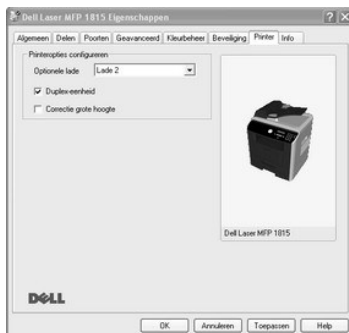 Dell Laser MFP 1815 Eigenschappen
Algemeen Delen Poorten Geavanceerd Kleurbeheer Beveiliging Printer Info
Printeropties configureren
Optionele lade Lade 2
Duplex-eenheid
Correctie grote hoogte
Dell Laser MFP 1815
DELL
OK Annuleren Toepassen Help